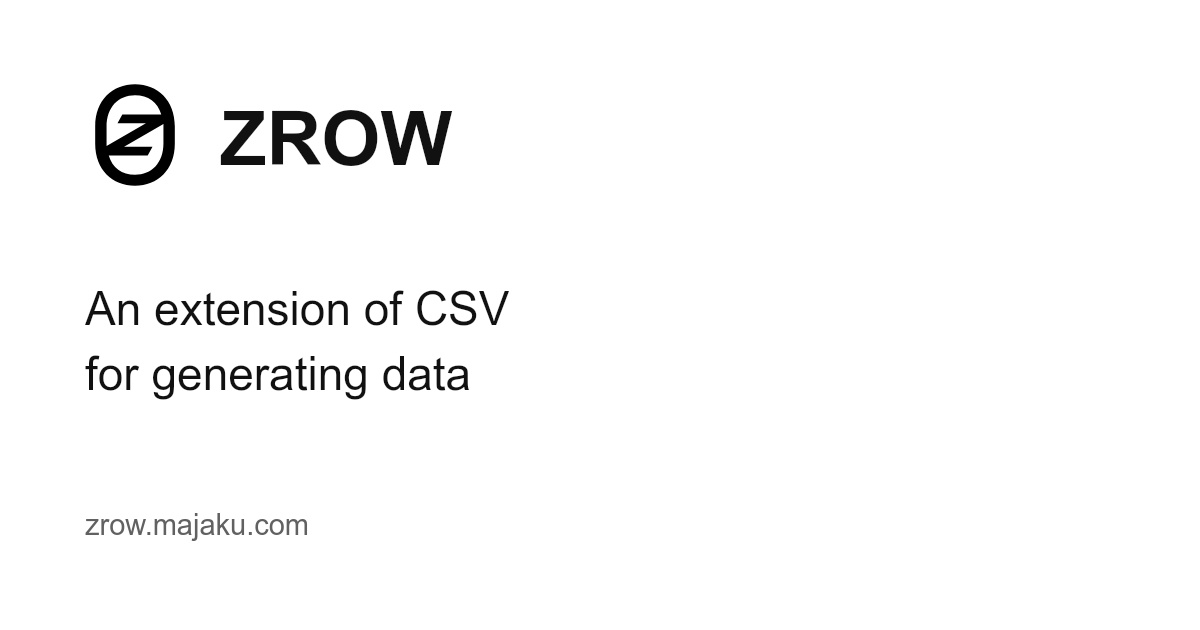 ZROW
An extension of CSV
for generating data
zrow.majaku.com